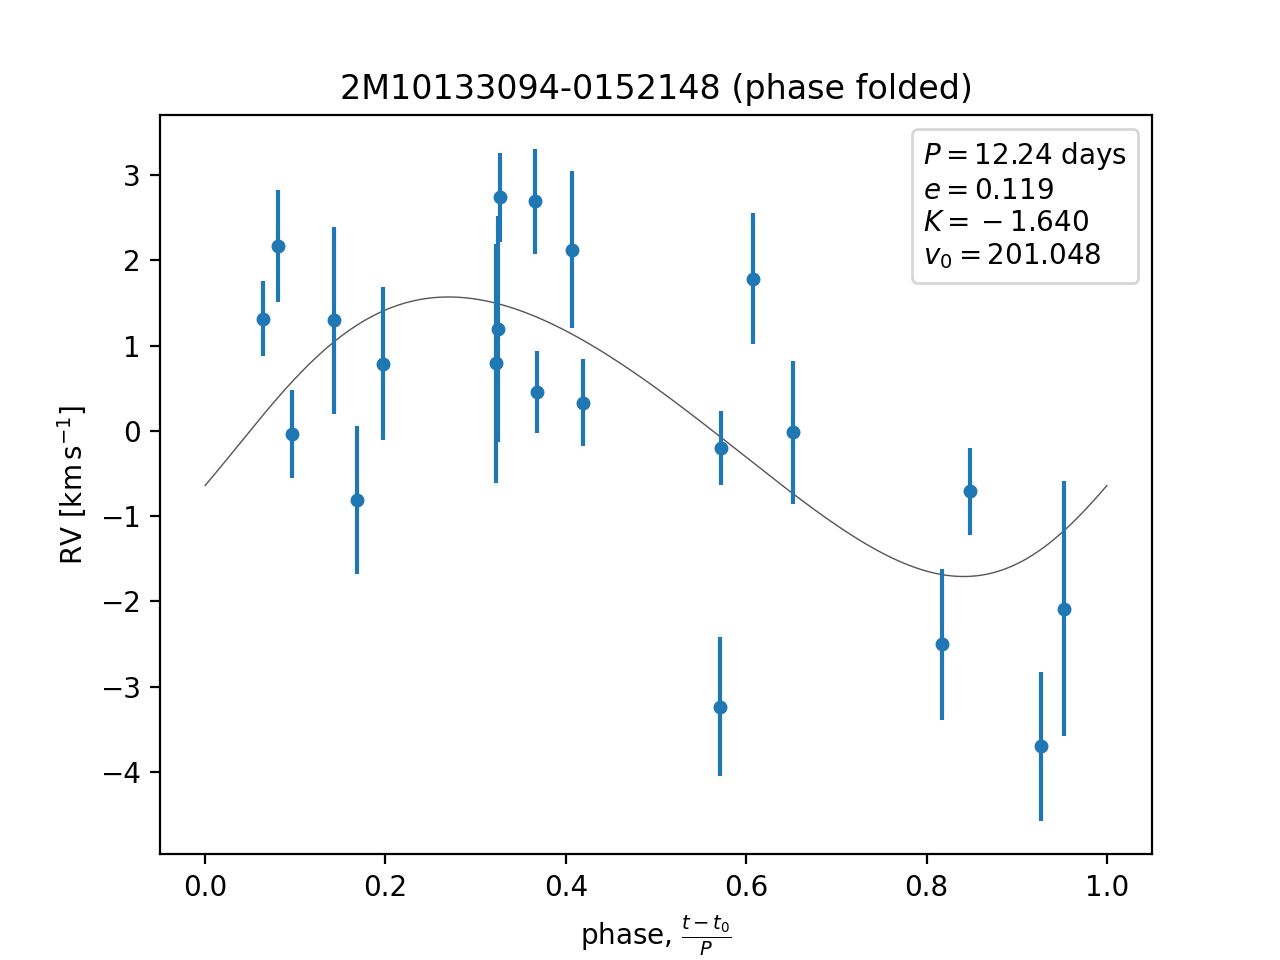 2M10133094-0152148 (phase folded)
P = 12.24 days
e = 0.119
K = −1.640
v₀ = 201.048
3
2
1
0
−1
−2
−3
−4
RV [km s⁻¹]
0.0 0.2 0.4 0.6 0.8 1.0
phase, (t − t₀)/P